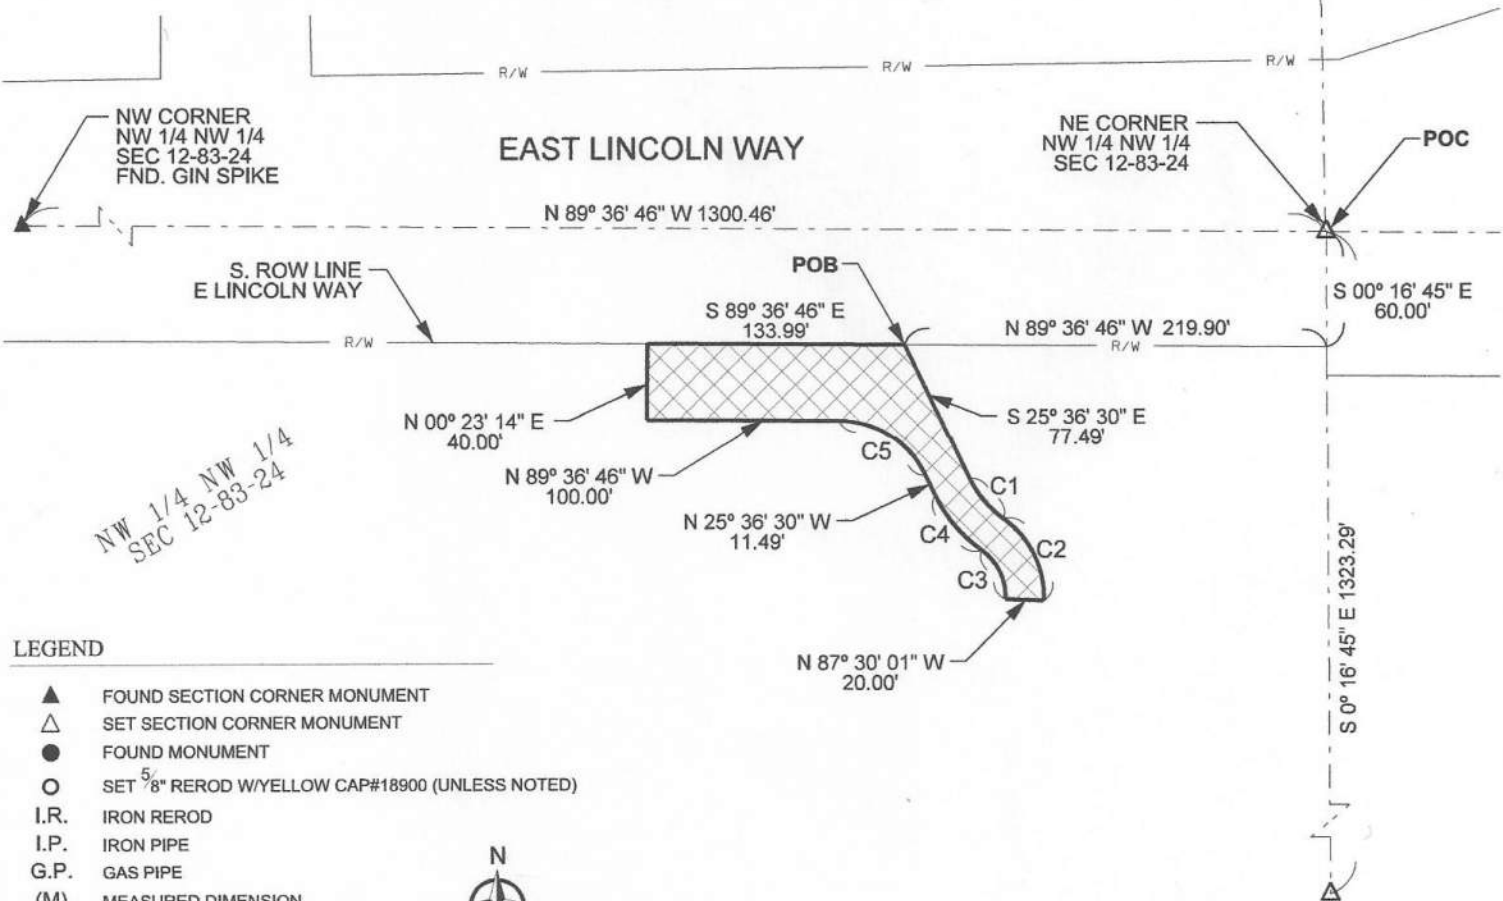 R/W
R/W
R/W
NW CORNER
NW 1/4 NW 1/4
SEC 12-83-24
FND. GIN SPIKE
EAST LINCOLN WAY
NE CORNER
NW 1/4 NW 1/4
SEC 12-83-24
POC
N 89º 36' 46" W 1300.46'
S. ROW LINE
E LINCOLN WAY
POB
S 00º 16' 45" E
60.00'
S 89º 36' 46" E
133.99'
N 89º 36' 46" W 219.90'
R/W
R/W
N 00º 23' 14" E
40.00'
S 25º 36' 30" E
77.49'
C5
N 89º 36' 46" W
100.00'
C1
NW 1/4 NW 1/4
SEC 12-83-24
N 25º 36' 30" W
11.49'
C4
C2
C3
S 0º 16' 45" E 1323.29'
N 87º 30' 01" W
20.00'
LEGEND
FOUND SECTION CORNER MONUMENT
SET SECTION CORNER MONUMENT
FOUND MONUMENT
SET 5/8" REROD W/YELLOW CAP#18900 (UNLESS NOTED)
I.R. IRON REROD
I.P. IRON PIPE
G.P. GAS PIPE
(M) MEASURED DIMENSION
N